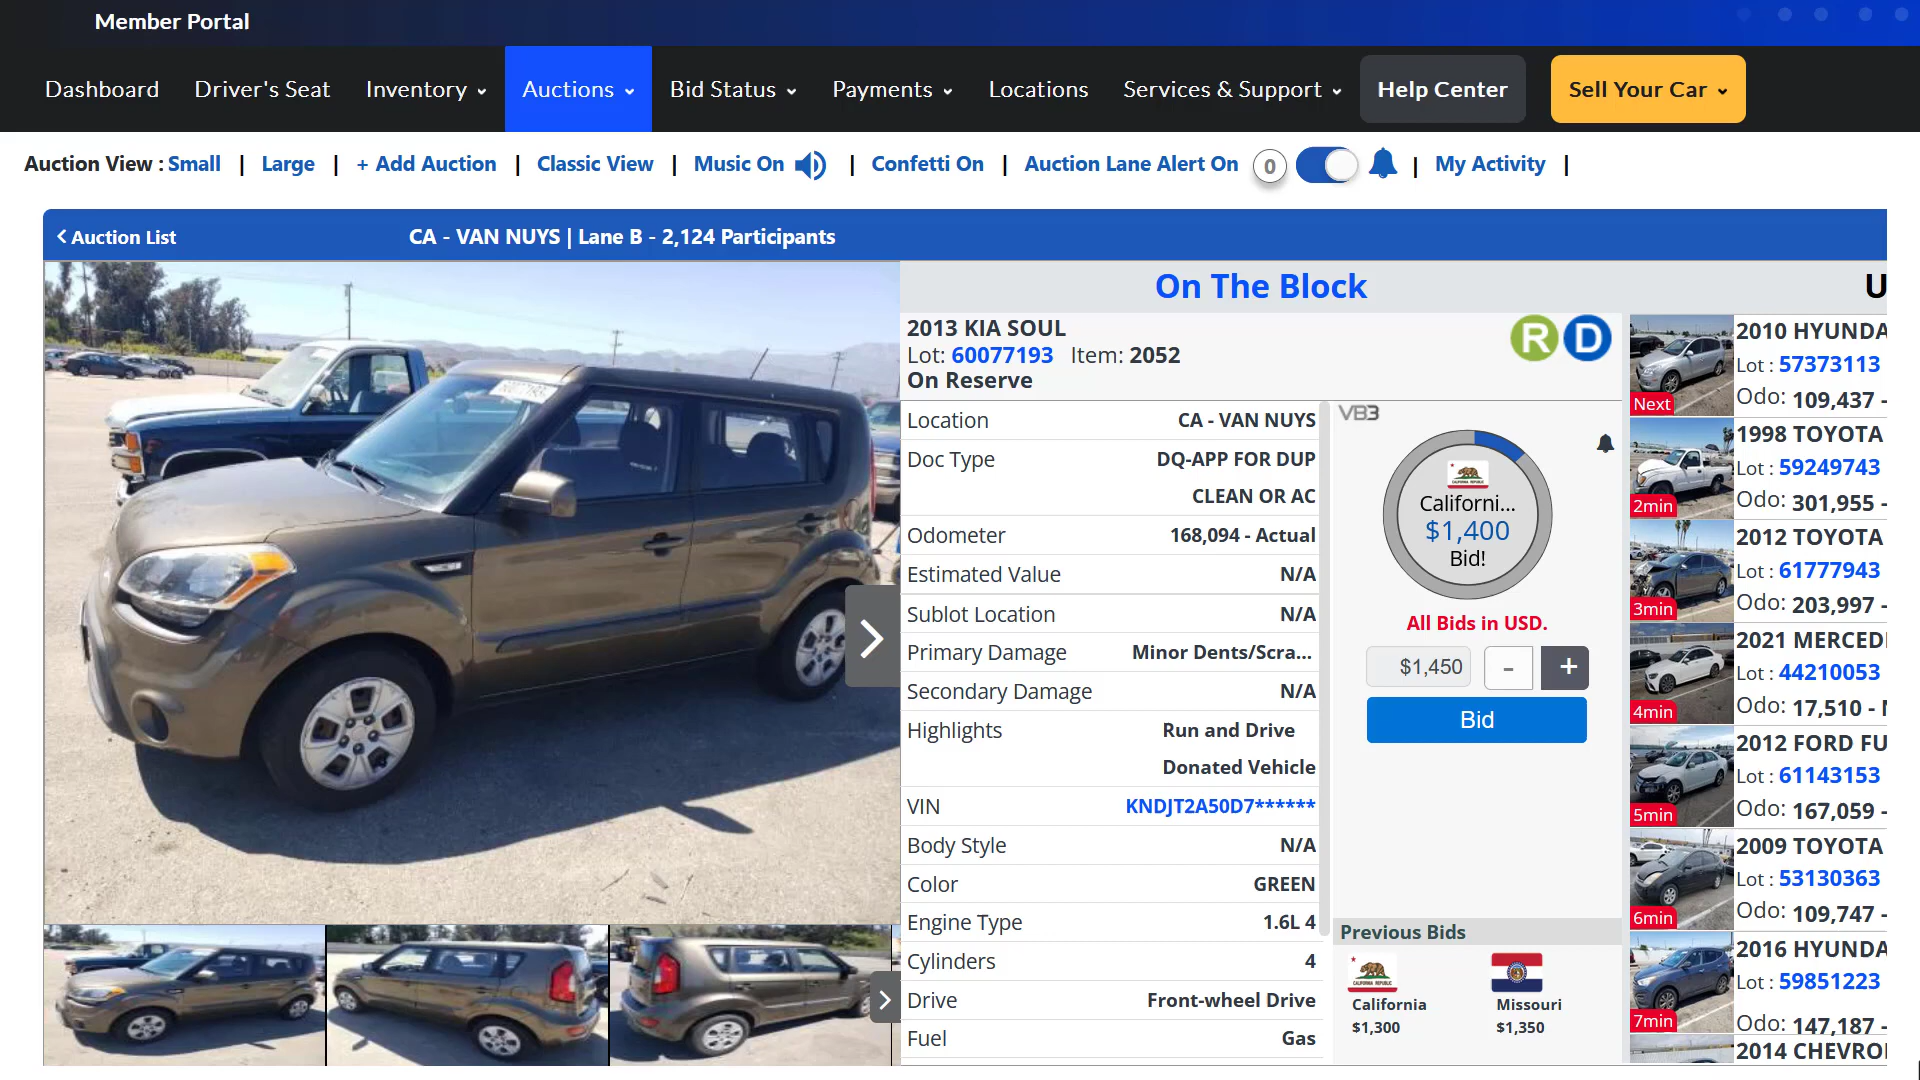 Member Portal
Dashboard Driver's Seat Inventory Auctions Bid Status Payments Locations Services & Support Help Center Sell Your Car
Auction View : Small | Large | + Add Auction | Classic View | Music On | Confetti On | Auction Lane Alert On 0 | My Activity |
Auction List CA - VAN NUYS | Lane B - 2,124 Participants
On The Block
U
2013 KIA SOUL
Lot: 60077193 Item: 2052
On Reserve
R D
Location CA - VAN NUYS
Doc Type DQ-APP FOR DUP
CLEAN OR AC
Odometer 168,094 - Actual
Estimated Value N/A
Sublot Location N/A
Primary Damage Minor Dents/Scra...
Secondary Damage N/A
Highlights Run and Drive
Donated Vehicle
VIN KNDJT2A50D7******
Body Style N/A
Color GREEN
Engine Type 1.6L 4
Cylinders 4
Drive Front-wheel Drive
Fuel Gas
VB3
CALIFORNIA REPUBLIC
Californi...
$1,400
Bid!
All Bids in USD.
$1,450 - +
Bid
Previous Bids
California
$1,300
Missouri
$1,350
2010 HYUNDA
Lot : 57373113
Next
Odo: 109,437 -
1998 TOYOTA
Lot : 59249743
2min
Odo: 301,955 -
2012 TOYOTA
Lot : 61777943
3min
Odo: 203,997 -
2021 MERCED
Lot : 44210053
4min
Odo: 17,510 -
2012 FORD FU
Lot : 61143153
5min
Odo: 167,059 -
2009 TOYOTA
Lot : 53130363
6min
Odo: 109,747 -
2016 HYUNDA
Lot : 59851223
7min
Odo: 147,187 -
2014 CHEVRO